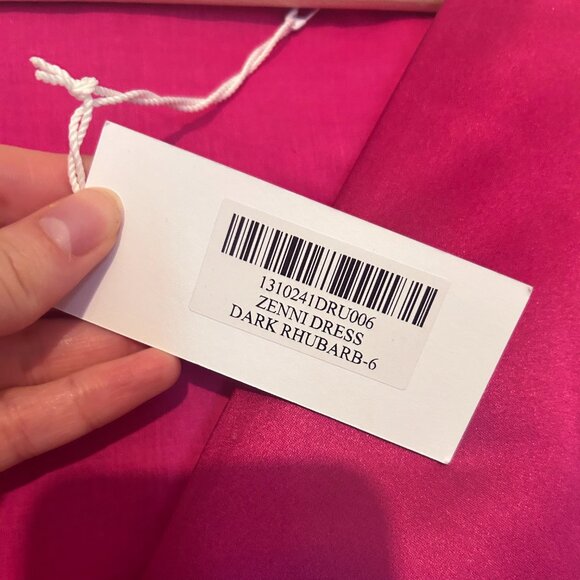 1310241DRU006
ZENNI DRESS
DARK RHUBARB-6